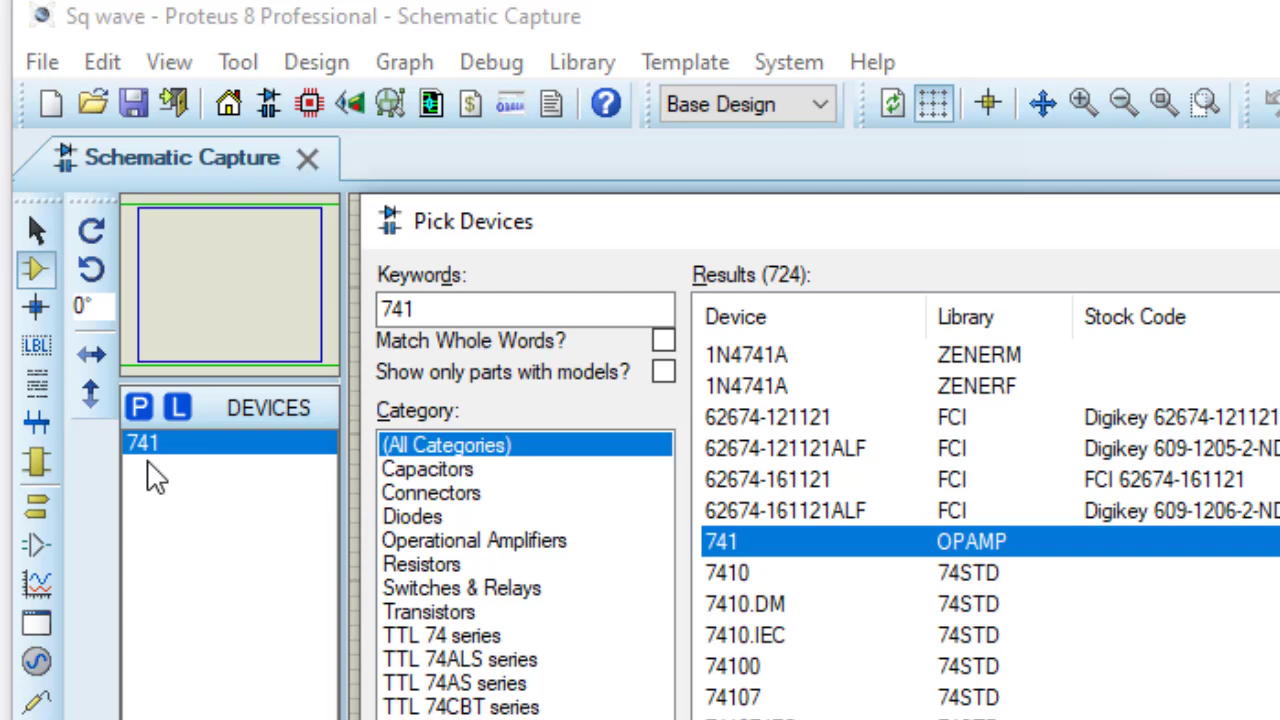 Sq wave - Proteus 8 Professional - Schematic Capture
File Edit View Tool Design Graph Debug Library Template System Help
Base Design
Schematic Capture
0°
LBL
P L DEVICES
741
Pick Devices
Keywords:
741
Match Whole Words?
Show only parts with models?
Category:
(All Categories)
Capacitors
Connectors
Diodes
Operational Amplifiers
Resistors
Switches & Relays
Transistors
TTL 74 series
TTL 74ALS series
TTL 74AS series
TTL 74CBT series
Results (724):
Device Library Stock Code
1N4741A ZENERM
1N4741A ZENERF
62674-121121 FCI Digikey 62674-121121
62674-121121ALF FCI Digikey 609-1205-2-ND
62674-161121 FCI FCI 62674-161121
62674-161121ALF FCI Digikey 609-1206-2-ND
741 OPAMP
7410 74STD
7410.DM 74STD
7410.IEC 74STD
74100 74STD
74107 74STD